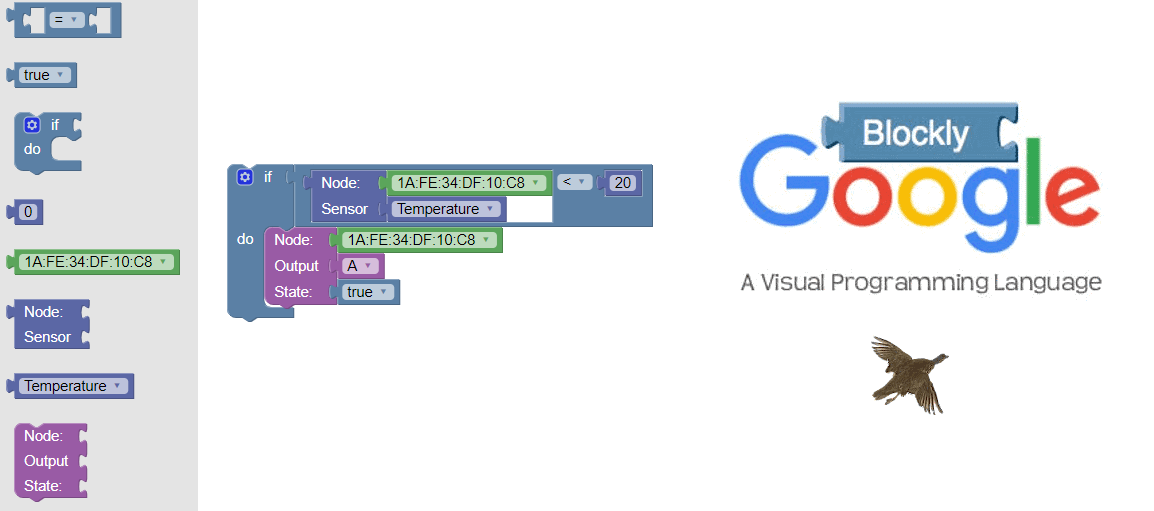 =
true
if
do
0
1A:FE:34:DF:10:C8
Node:
Sensor
Temperature
Node:
Output
State:
if Node: 1A:FE:34:DF:10:C8 < 20
Sensor Temperature
do Node: 1A:FE:34:DF:10:C8
Output A
State: true
Blockly
Google
A Visual Programming Language